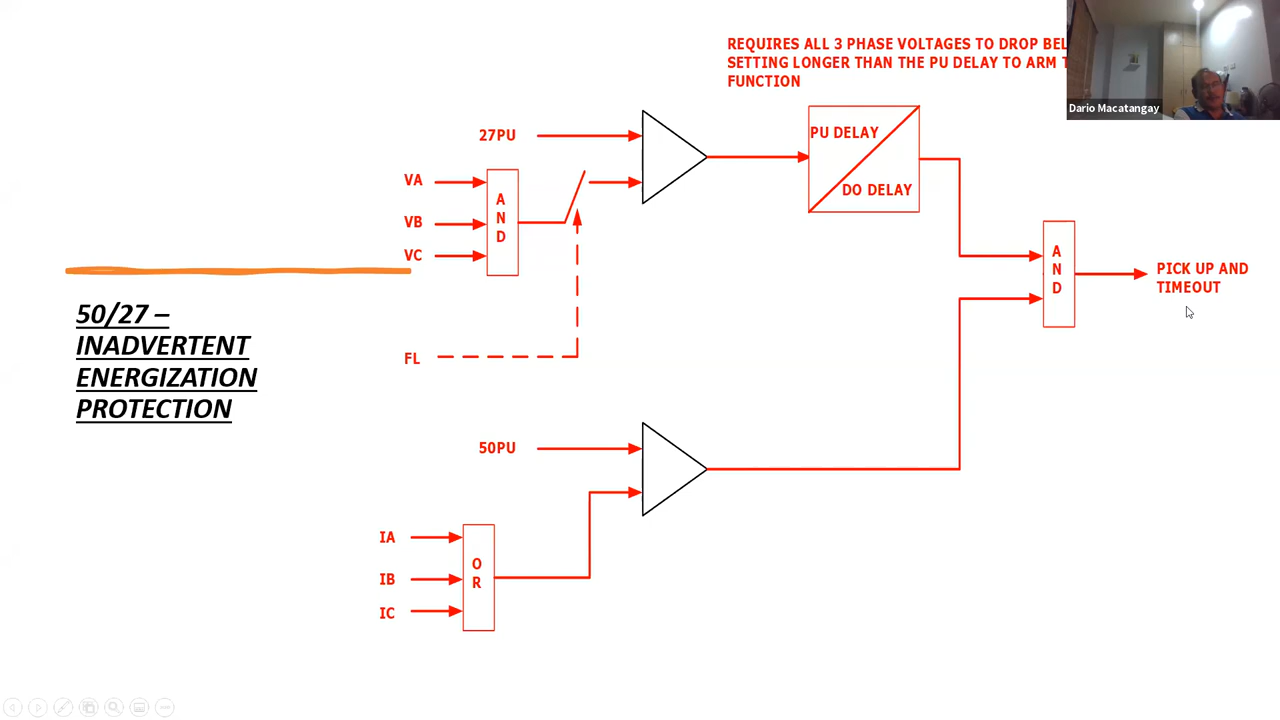 REQUIRES ALL 3 PHASE VOLTAGES TO DROP
SETTING LONGER THAN THE PU DELAY TO ARM
FUNCTION
Dario Macatangay
27PU
PU DELAY
DO DELAY
VA
VB
VC
AND
50/27 –
INADVERTENT
ENERGIZATION
PROTECTION
AND
PICK UP AND
TIMEOUT
FL
50PU
IA
IB
IC
OR